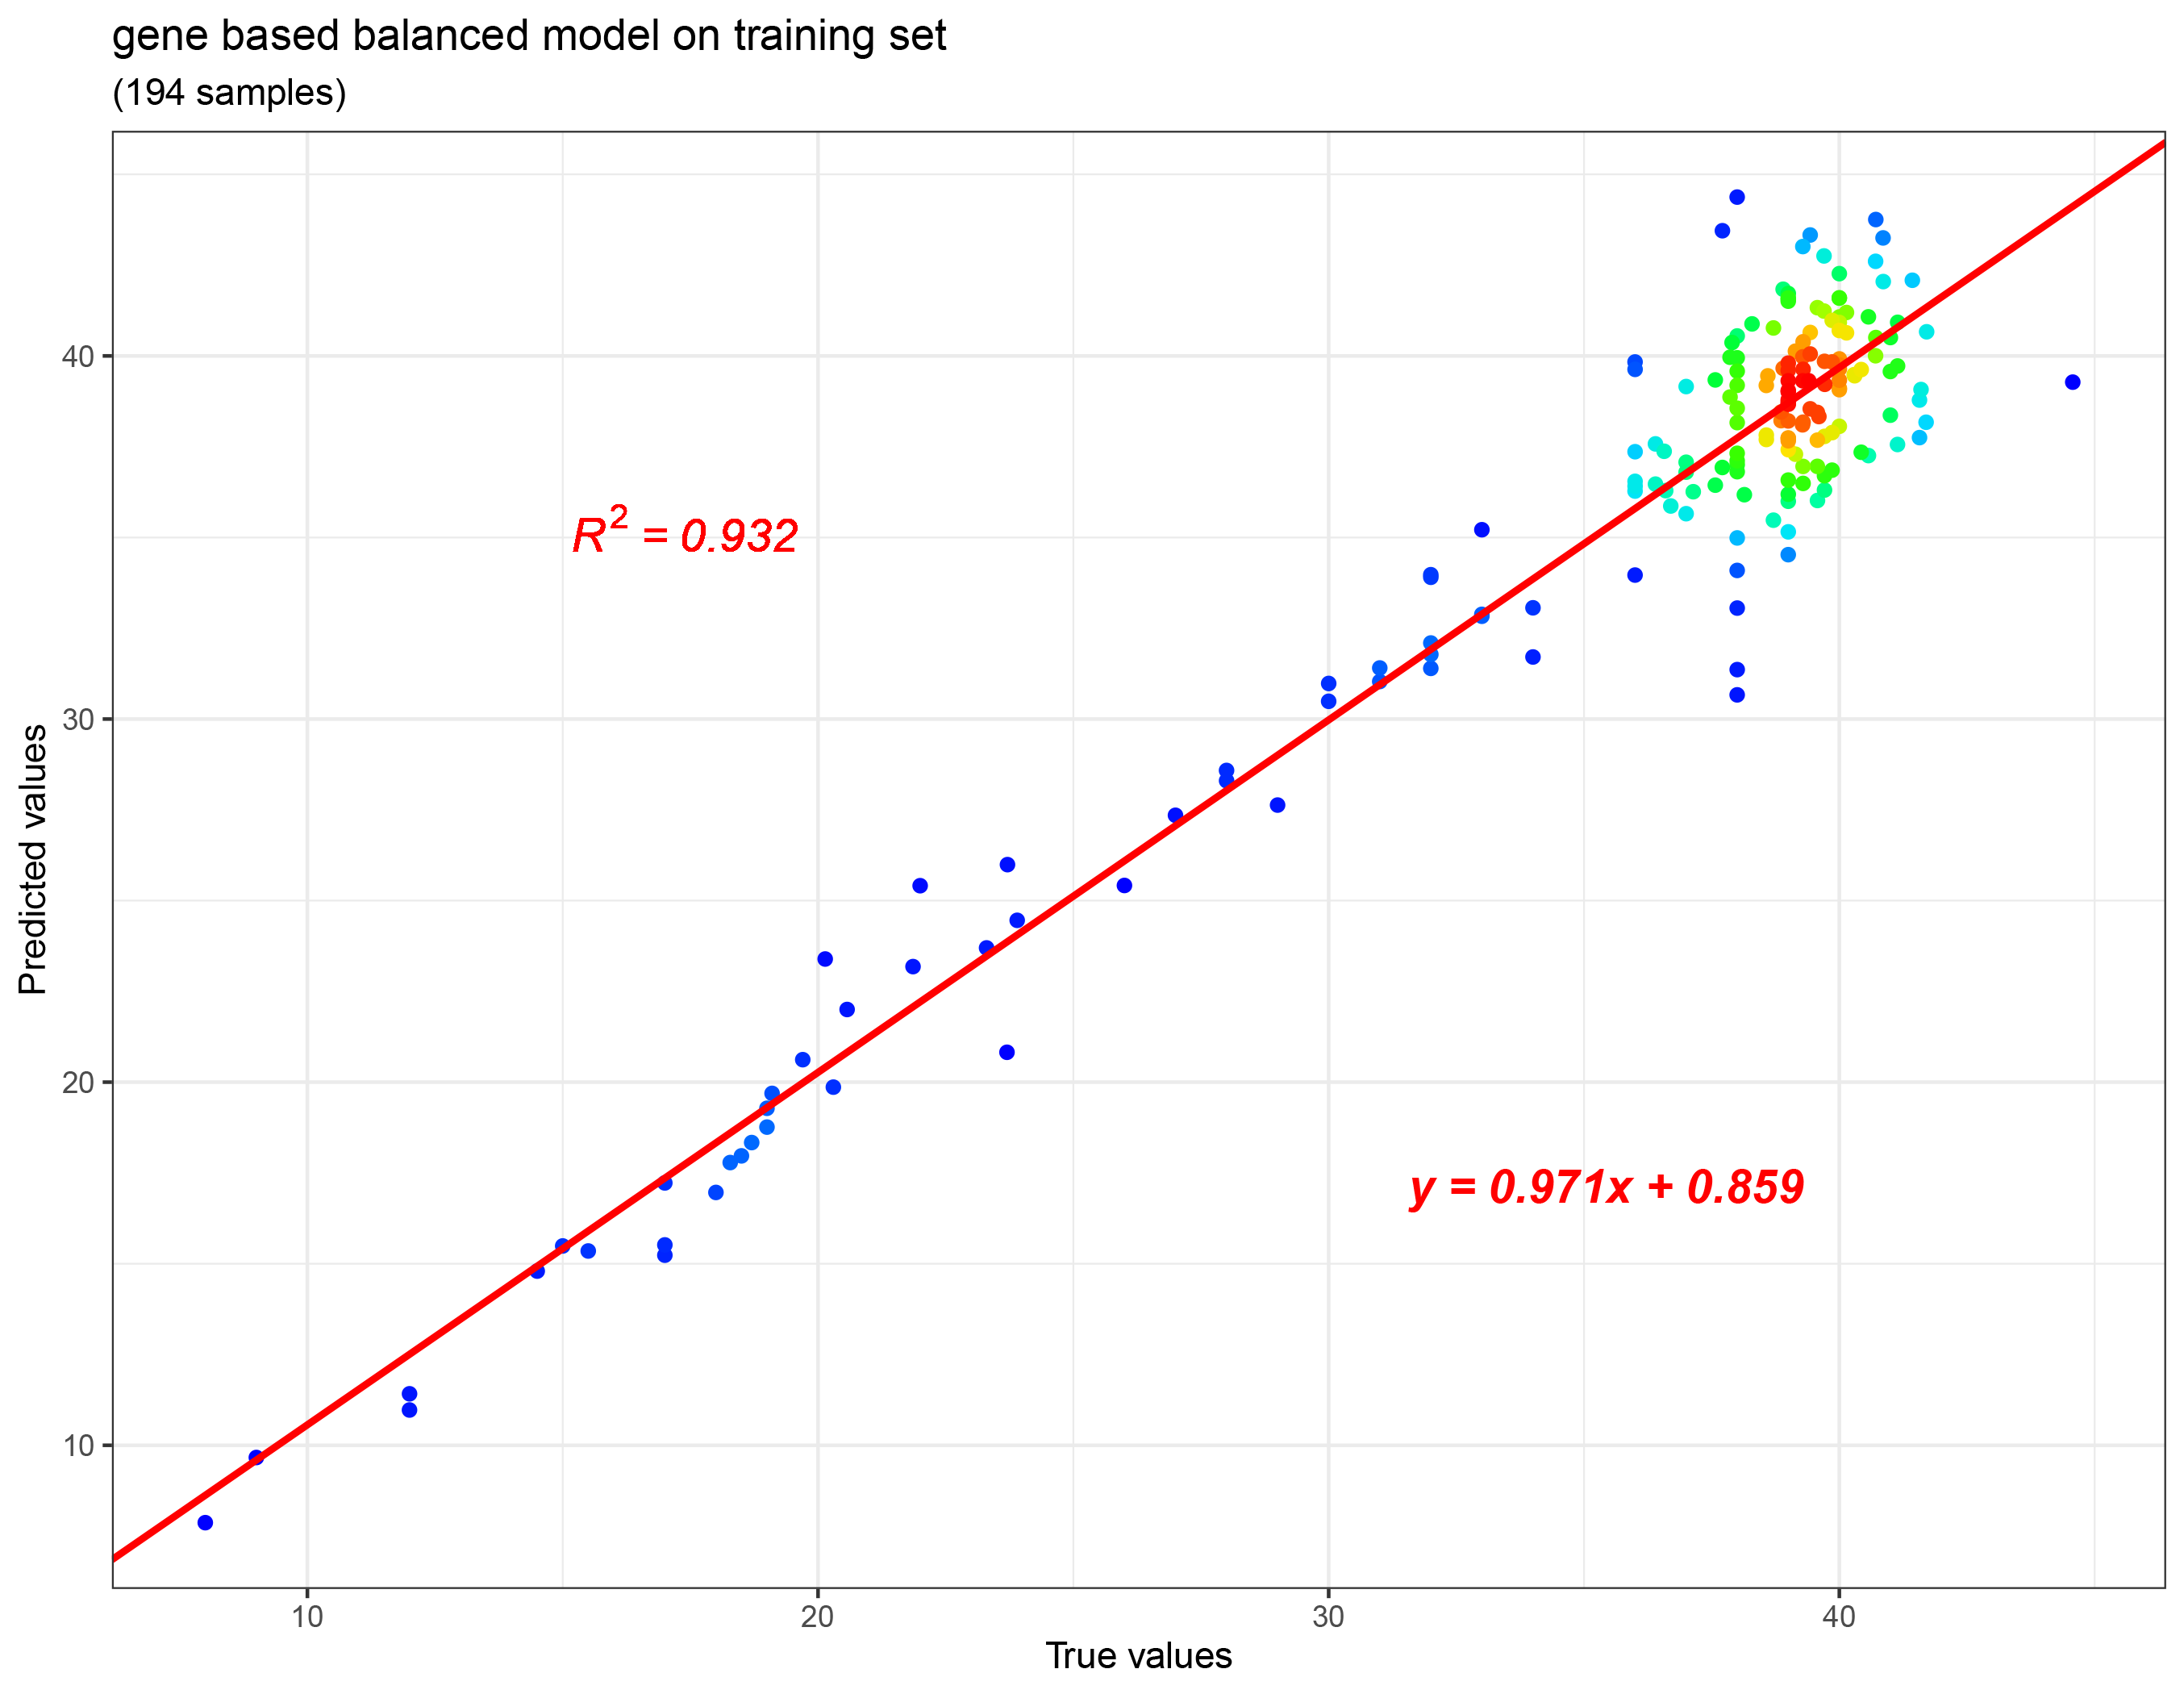 gene based balanced model on training set
(194 samples)
40
30
20
10
Predicted values
R² = 0.932
y = 0.971x + 0.859
10 20 30 40
True values